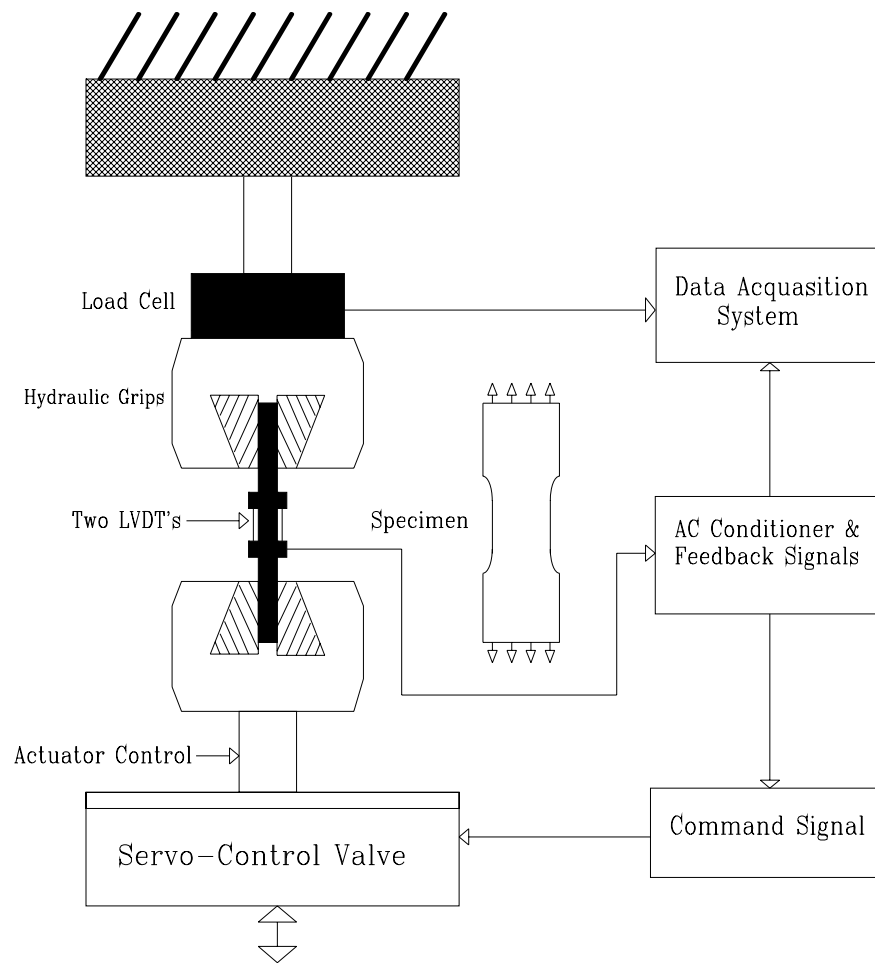 Load Cell
Data Acquasition
System
Hydraulic Grips
Two LVDT's
Specimen
AC Conditioner &
Feedback Signals
Actuator Control
Command Signal
Servo-Control Valve